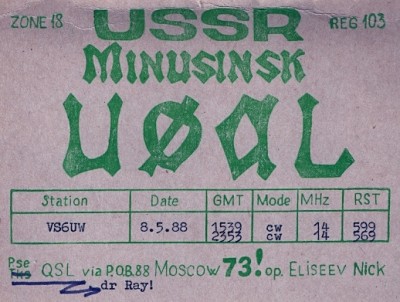 ZONE 18 USSR REG 103
MINUSINSK
UØAL
Station Date GMT Mode MHz RST
VS6UW 8.5.88 1539 cw 14 599
2353 cw 14 569
Pse
Tks QSL via P.O.B.88 MOSCOW 73! op. ELISEEV NICK
dr Ray!